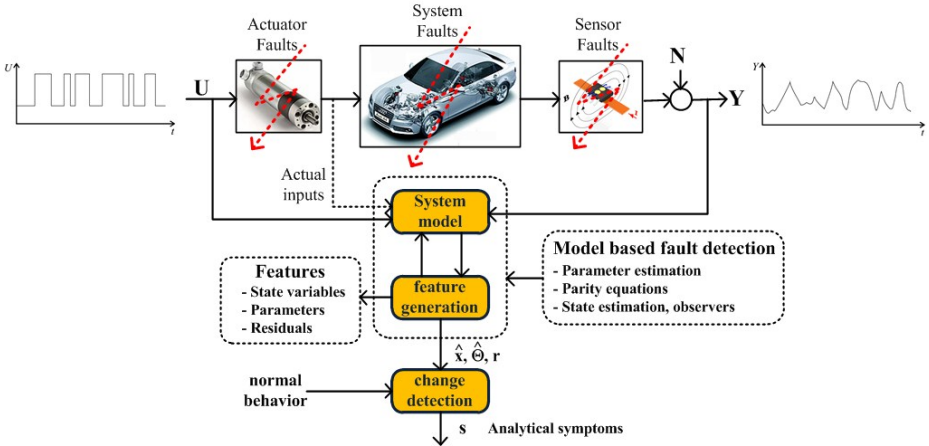 Actuator
Faults
System
Faults
Sensor
Faults
U
t
U
N
Y
Y
t
Actual
inputs
System
model
Model based fault detection
- Parameter estimation
- Parity equations
- State estimation, observers
Features
- State variables
- Parameters
- Residuals
feature
generation
x̂, Θ̂, r
normal
behavior
change
detection
s Analytical symptoms